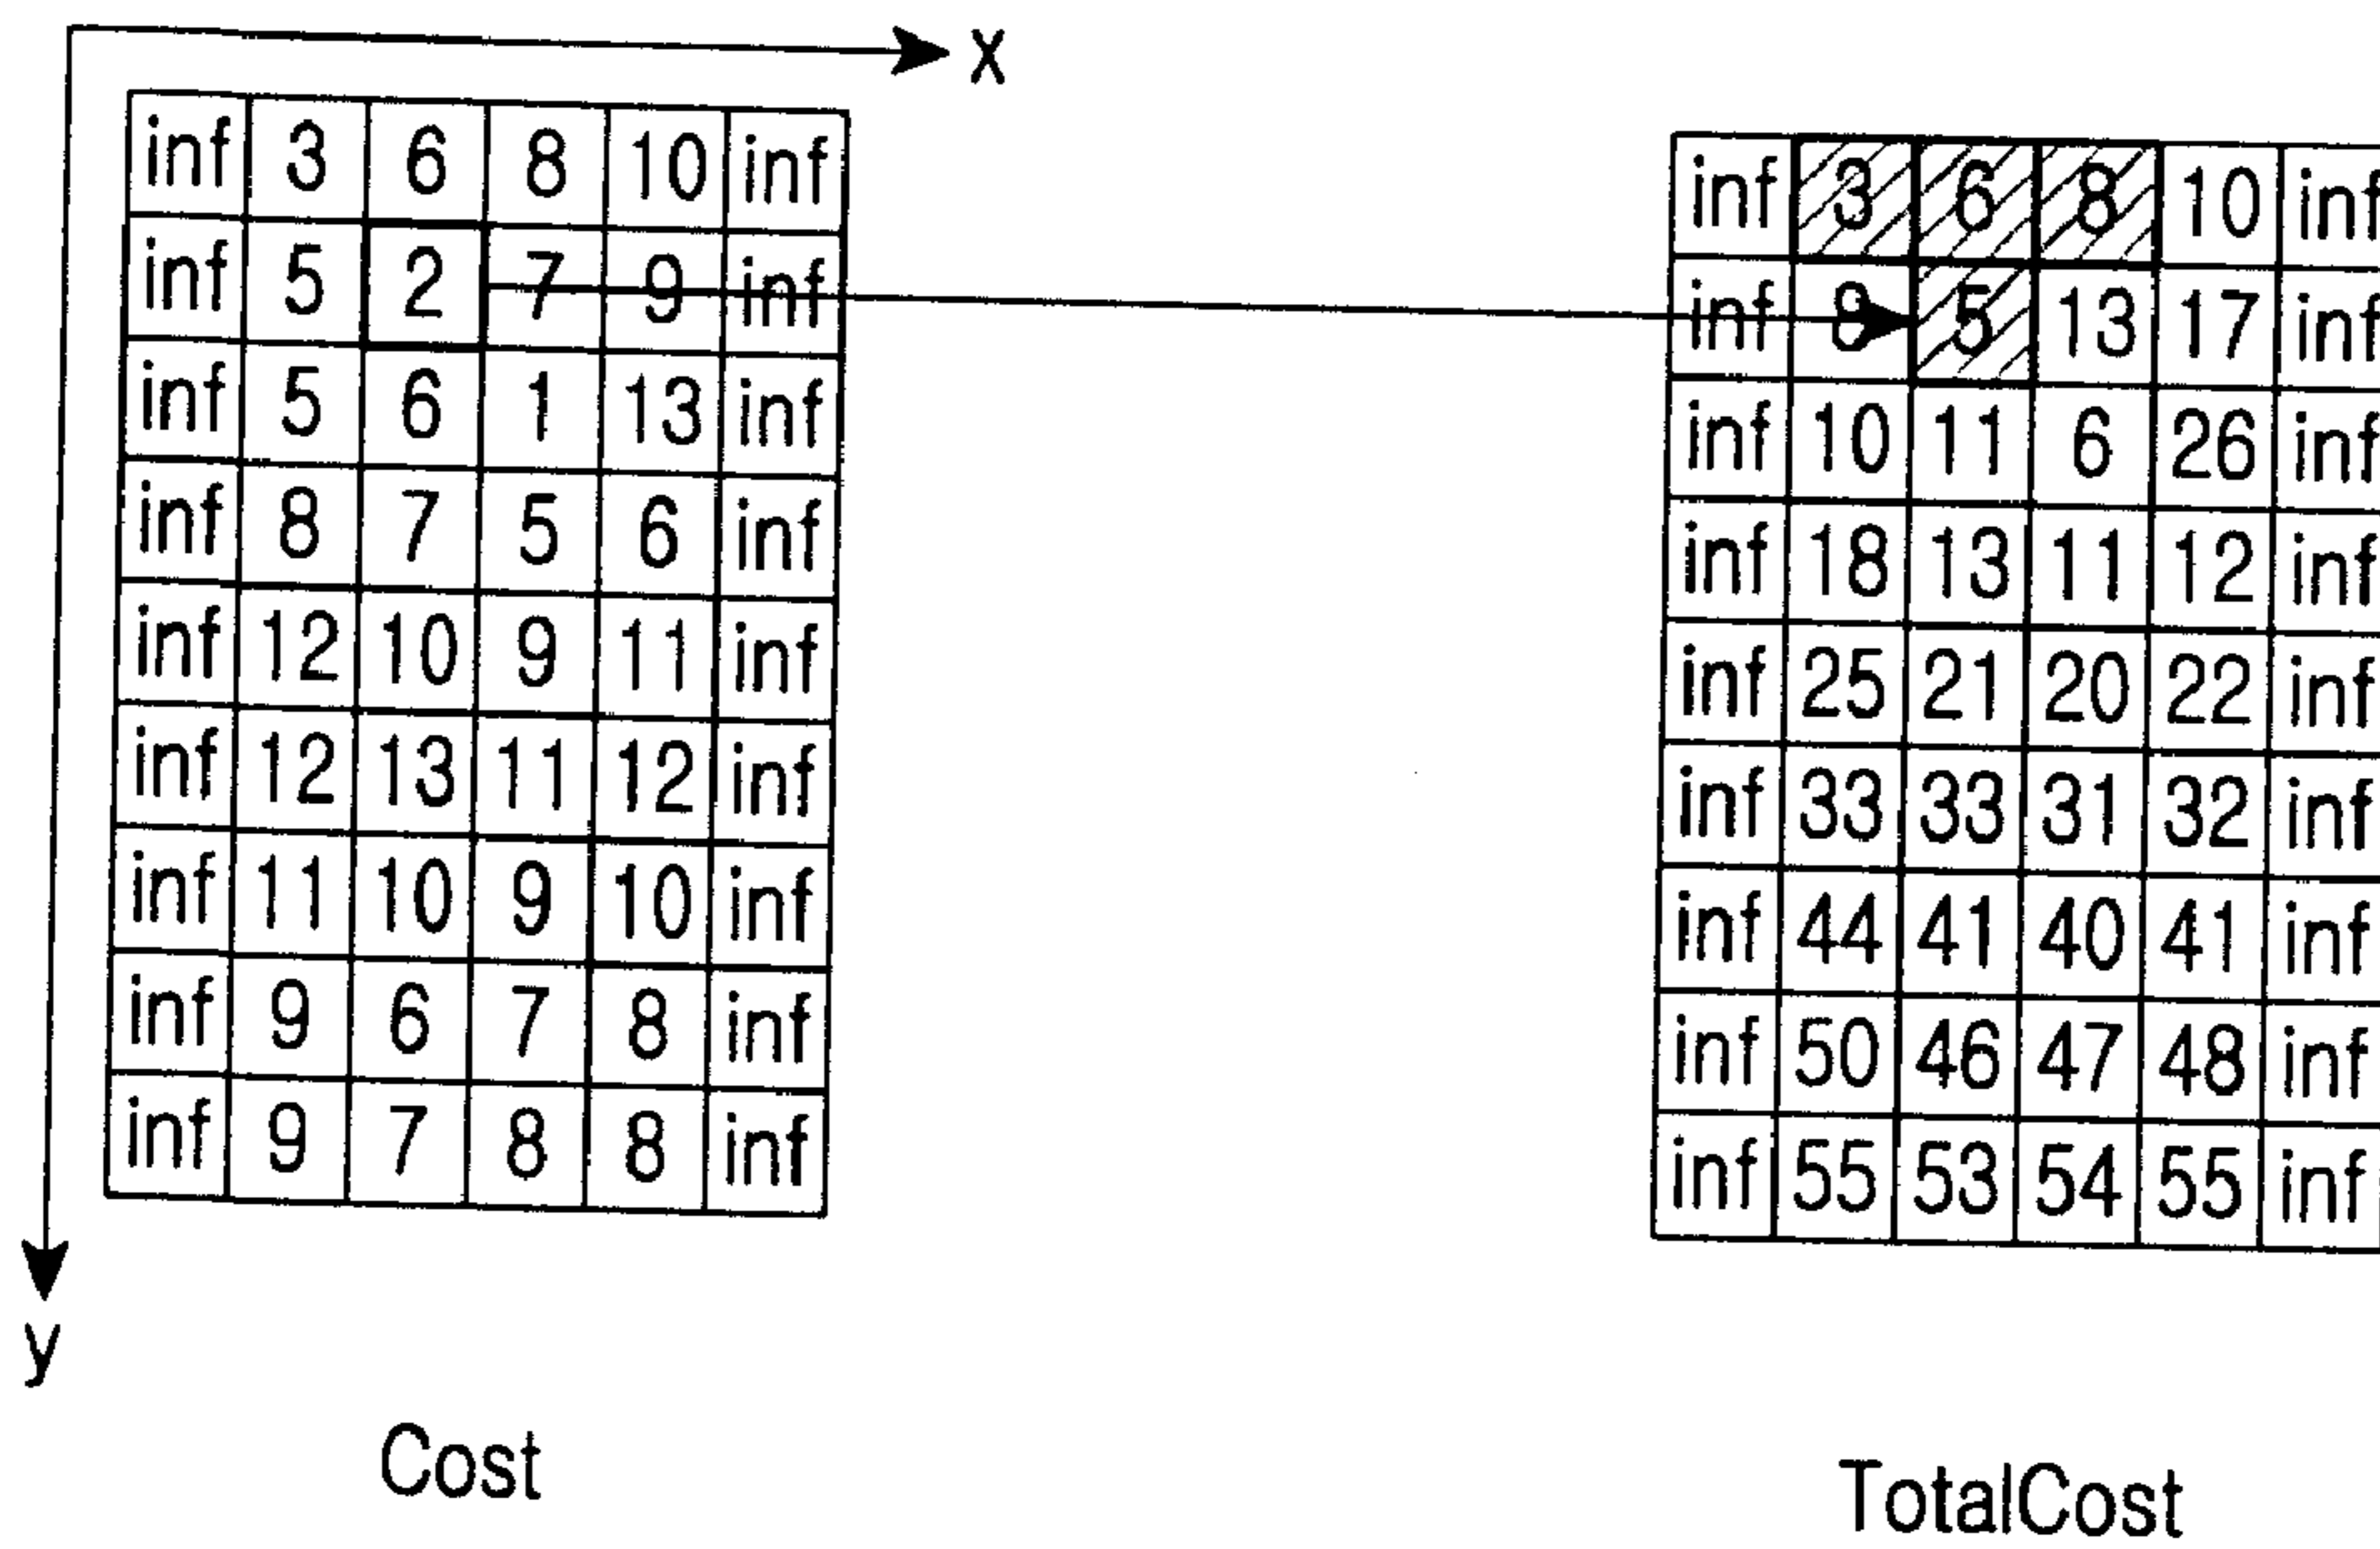 X
inf 3 6 8 10 inf
inf 5 2 7 9 inf
inf 5 6 1 13 inf
inf 8 7 5 6 inf
inf 12 10 9 11 inf
inf 12 13 11 12 inf
inf 11 10 9 10 inf
inf 9 6 7 8 inf
inf 9 7 8 8 inf
y
Cost
inf 3 6 8 10 inf
inf 5 13 17 inf
inf 10 11 6 26 inf
inf 18 13 11 12 inf
inf 25 21 20 22 inf
inf 33 33 31 32 inf
inf 44 41 40 41 inf
inf 50 46 47 48 inf
inf 55 53 54 55 inf
TotalCost